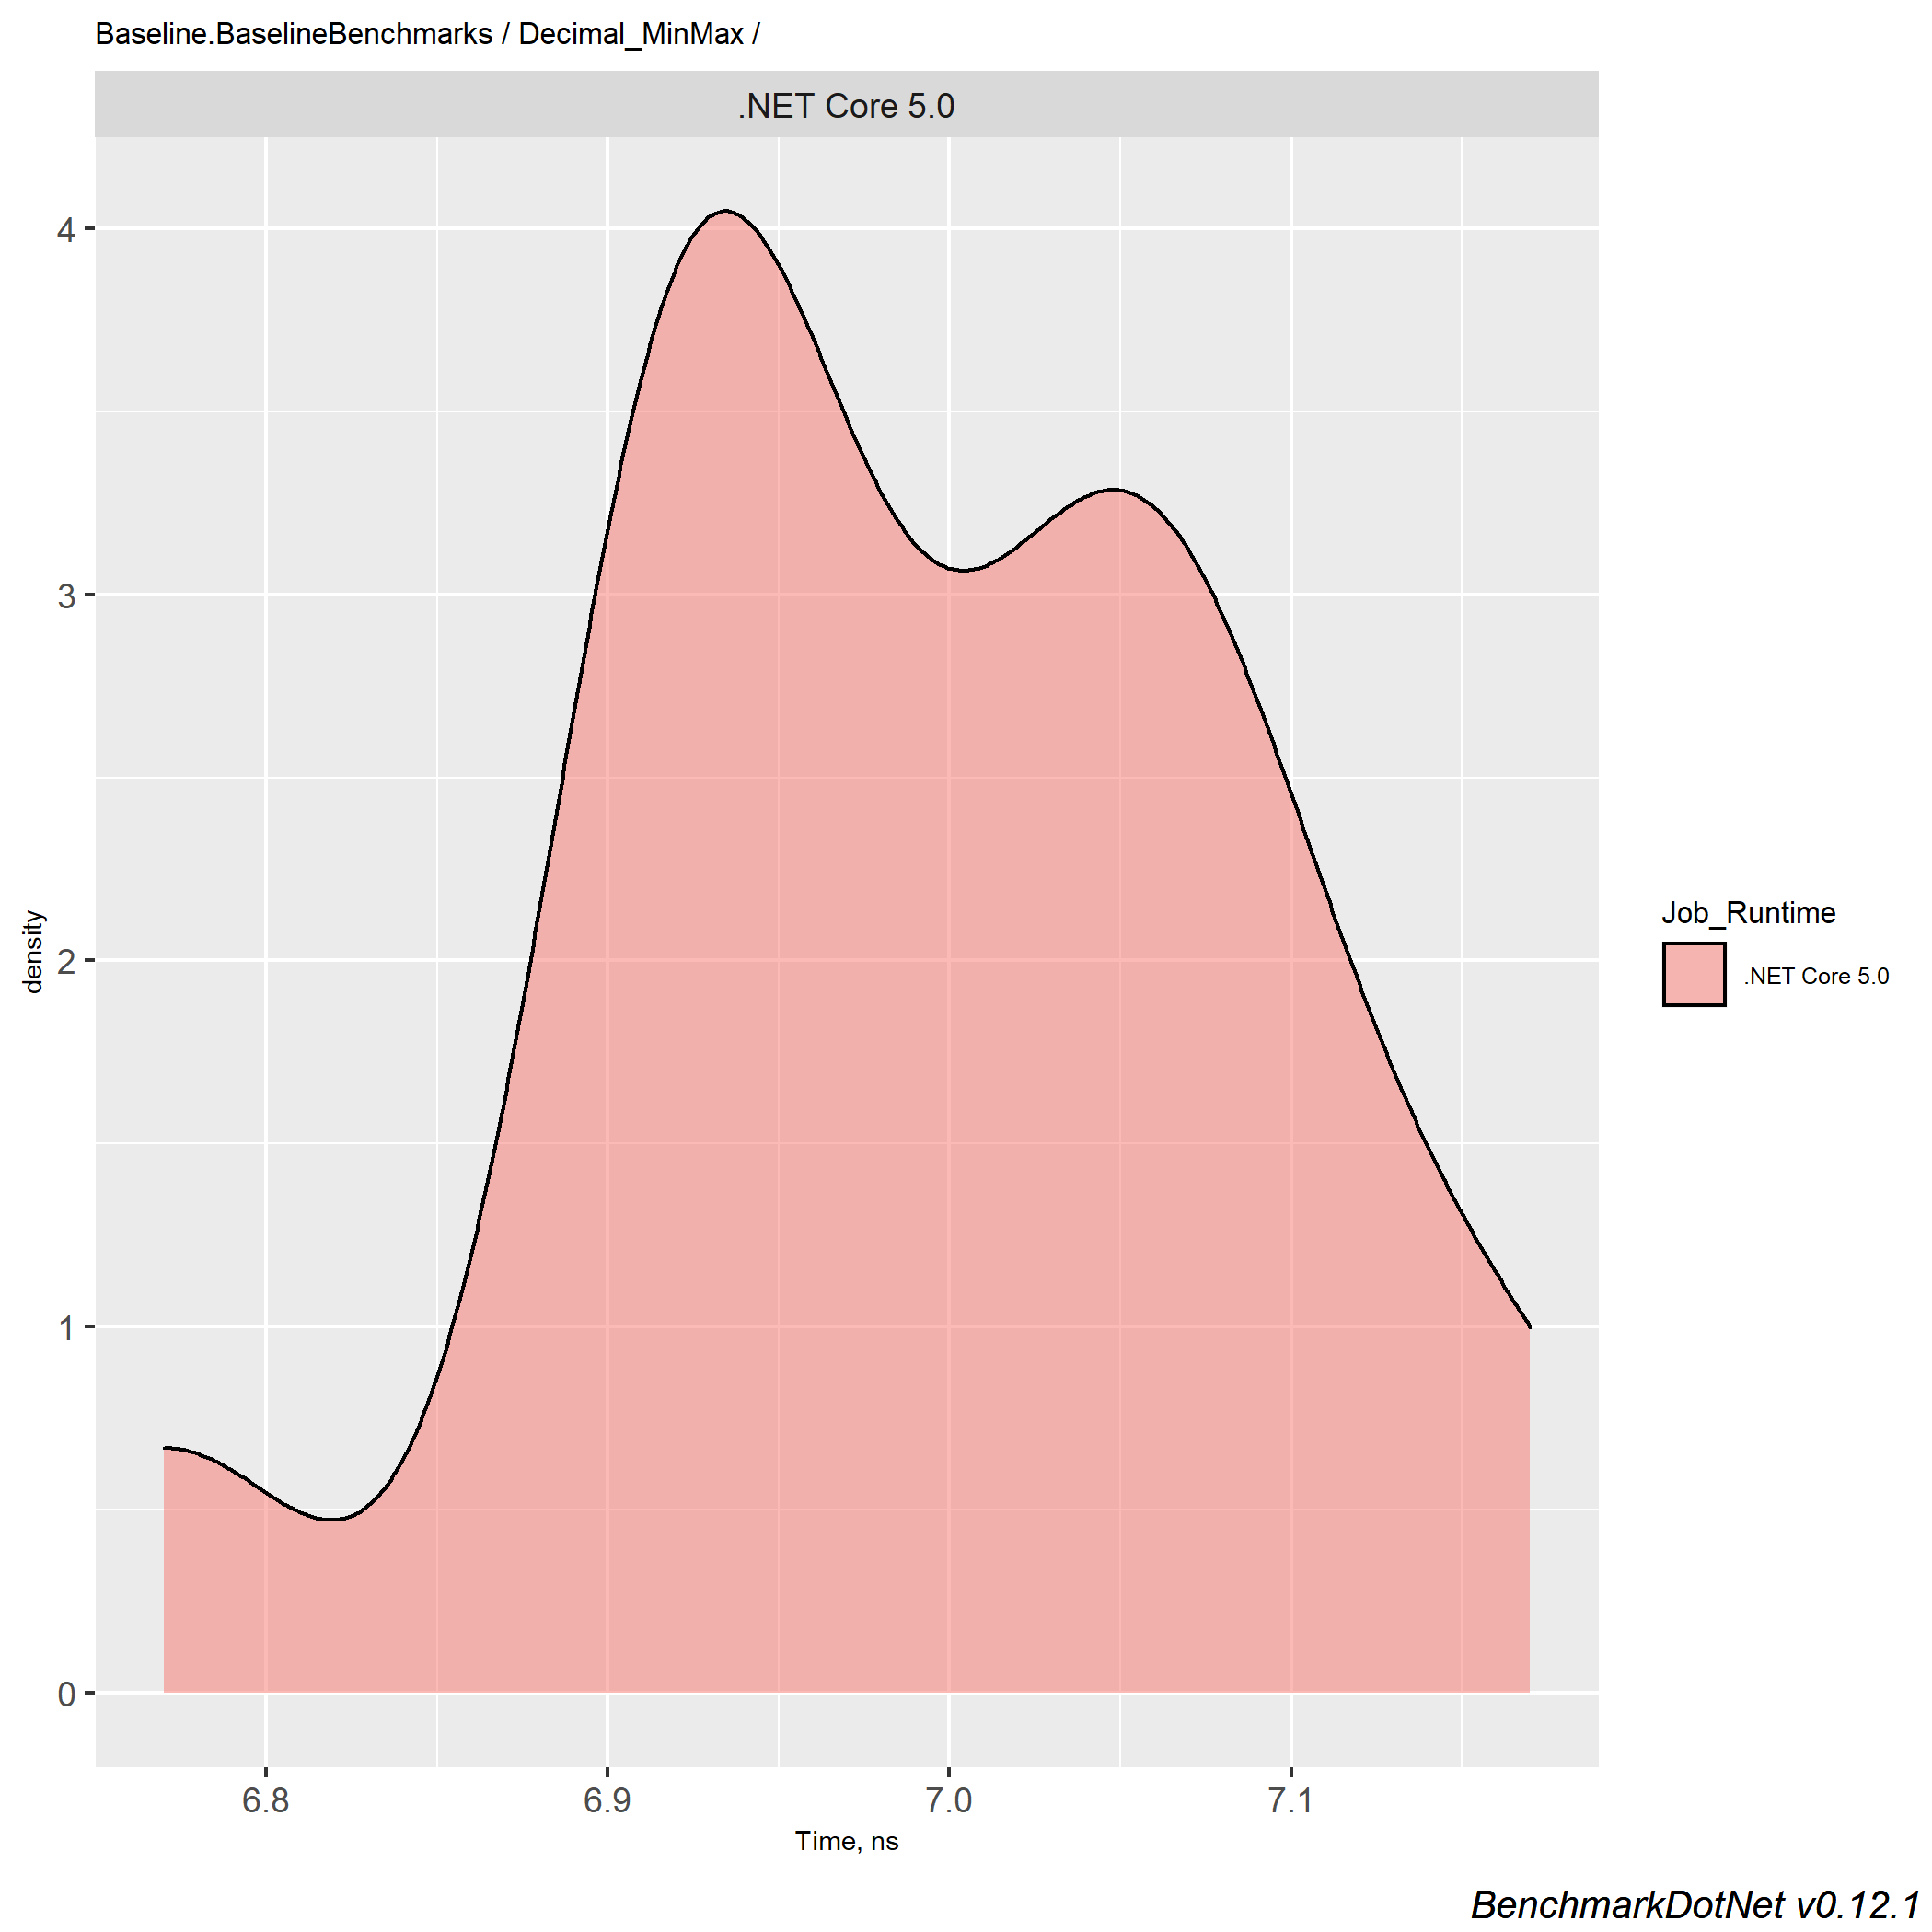 Baseline.BaselineBenchmarks / Decimal_MinMax /
.NET Core 5.0
4
3
2
1
0
density
6.8 6.9 7.0 7.1
Time, ns
Job_Runtime
.NET Core 5.0
BenchmarkDotNet v0.12.1